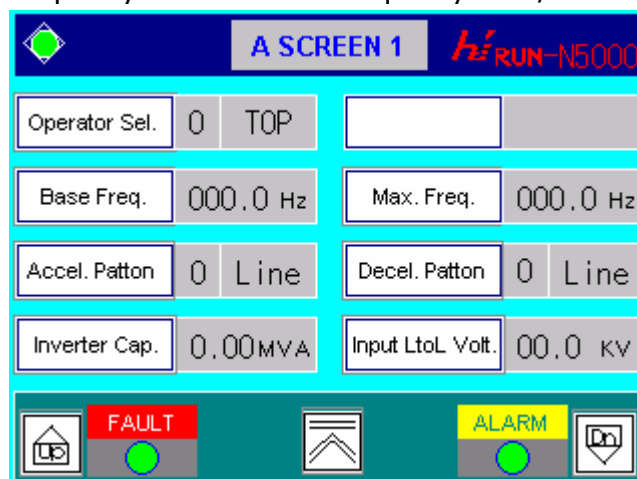 A SCREEN 1 hi RUN-N5000
Operator Sel. 0 TOP
Base Freq. 000.0 Hz Max. Freq. 000.0 Hz
Accel. Patton 0 Line Decel. Patton 0 Line
Inverter Cap. 0.00MVA Input LtoL Volt. 00.0 KV
FAULT ALARM
UP Dn